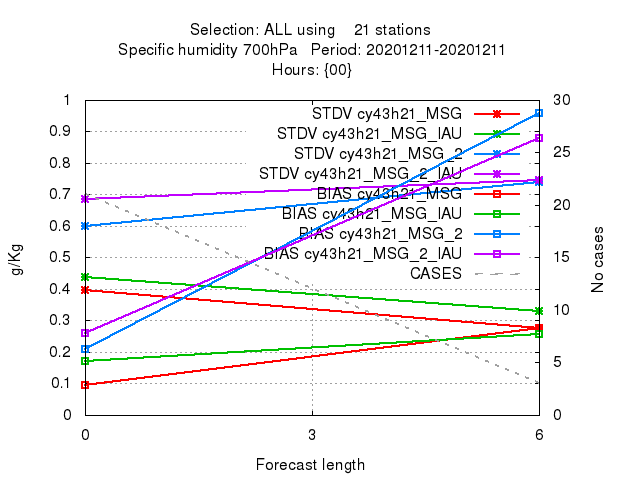 Selection: ALL using    21 stations
Specific humidity 700hPa   Period: 20201211-20201211
Hours: {00}
1
0.9
0.8
0.7
0.6
0.5
0.4
0.3
0.2
0.1
0
30
25
20
15
10
5
0
g/Kg
No cases
STDV cy43h21_MSG
STDV cy43h21_MSG_IAU
STDV cy43h21_MSG_2
STDV cy43h21_MSG_2_IAU
BIAS cy43h21_MSG
BIAS cy43h21_MSG_IAU
BIAS cy43h21_MSG_2
BIAS cy43h21_MSG_2_IAU
CASES
0 3 6
Forecast length